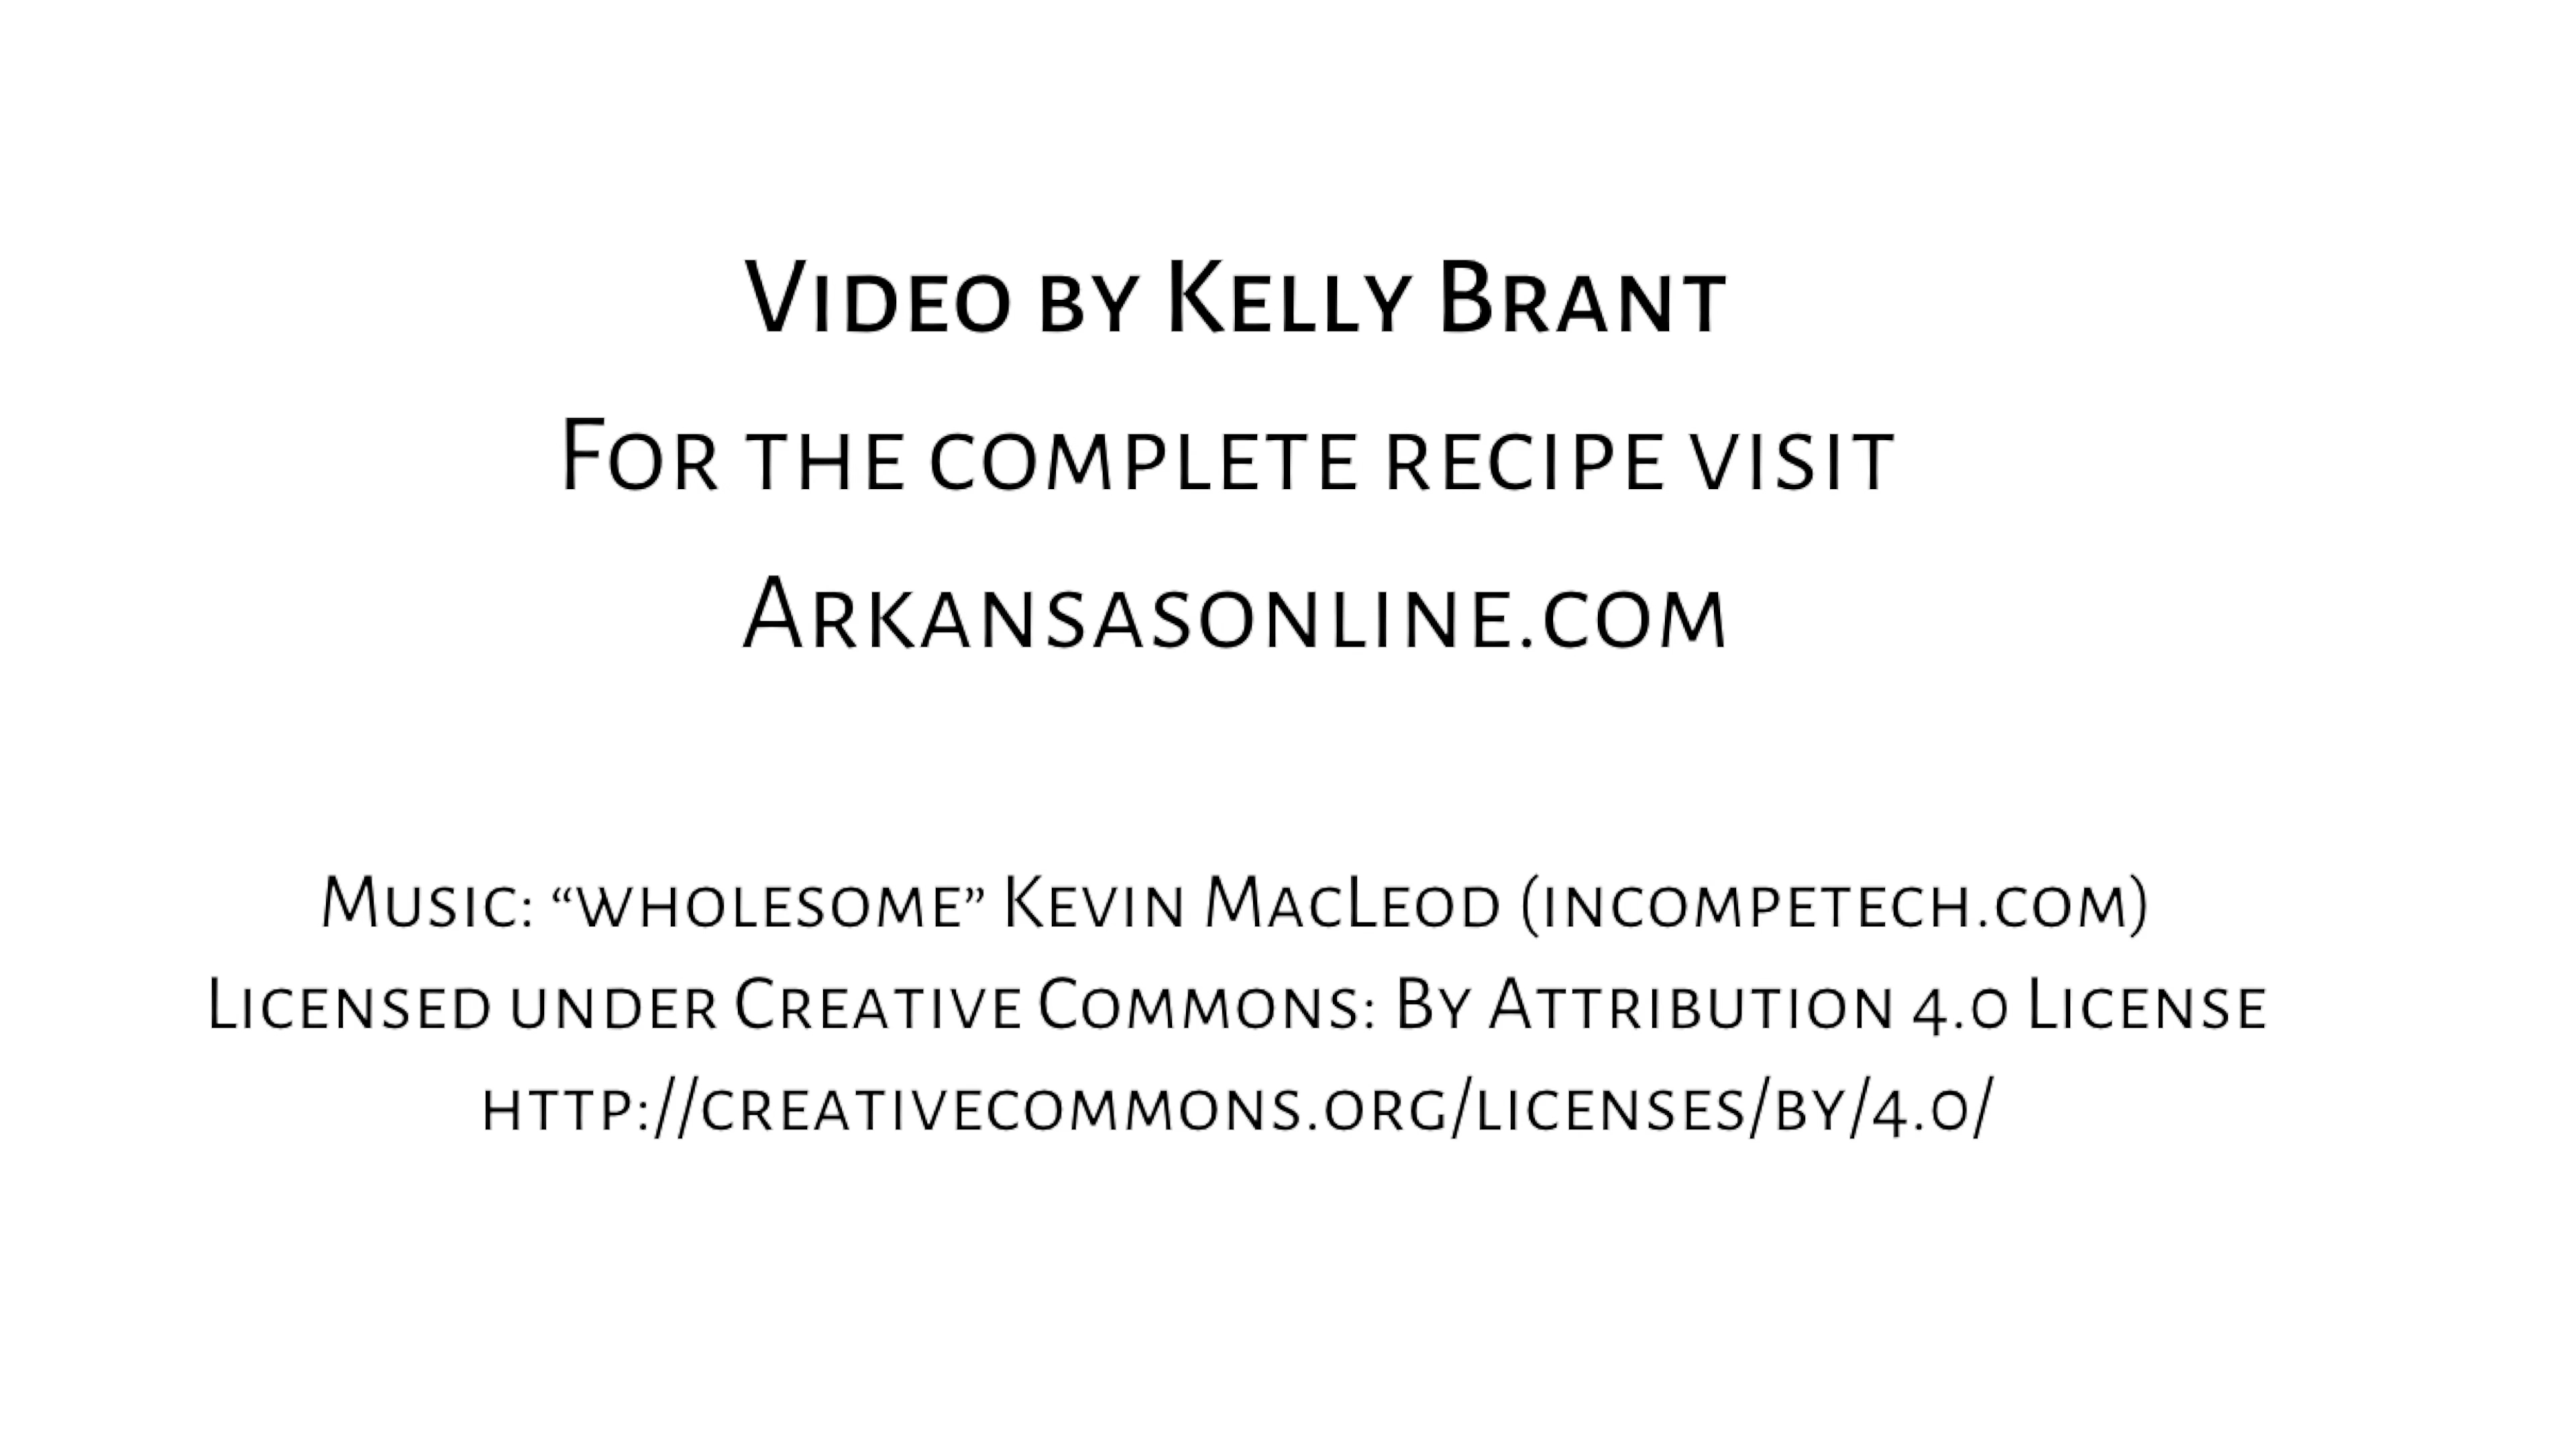 Video by Kelly Brant
For the complete recipe visit
Arkansasonline.com
Music: “wholesome” Kevin MacLeod (incompetech.com)
Licensed under Creative Commons: By Attribution 4.0 License
http://creativecommons.org/licenses/by/4.0/